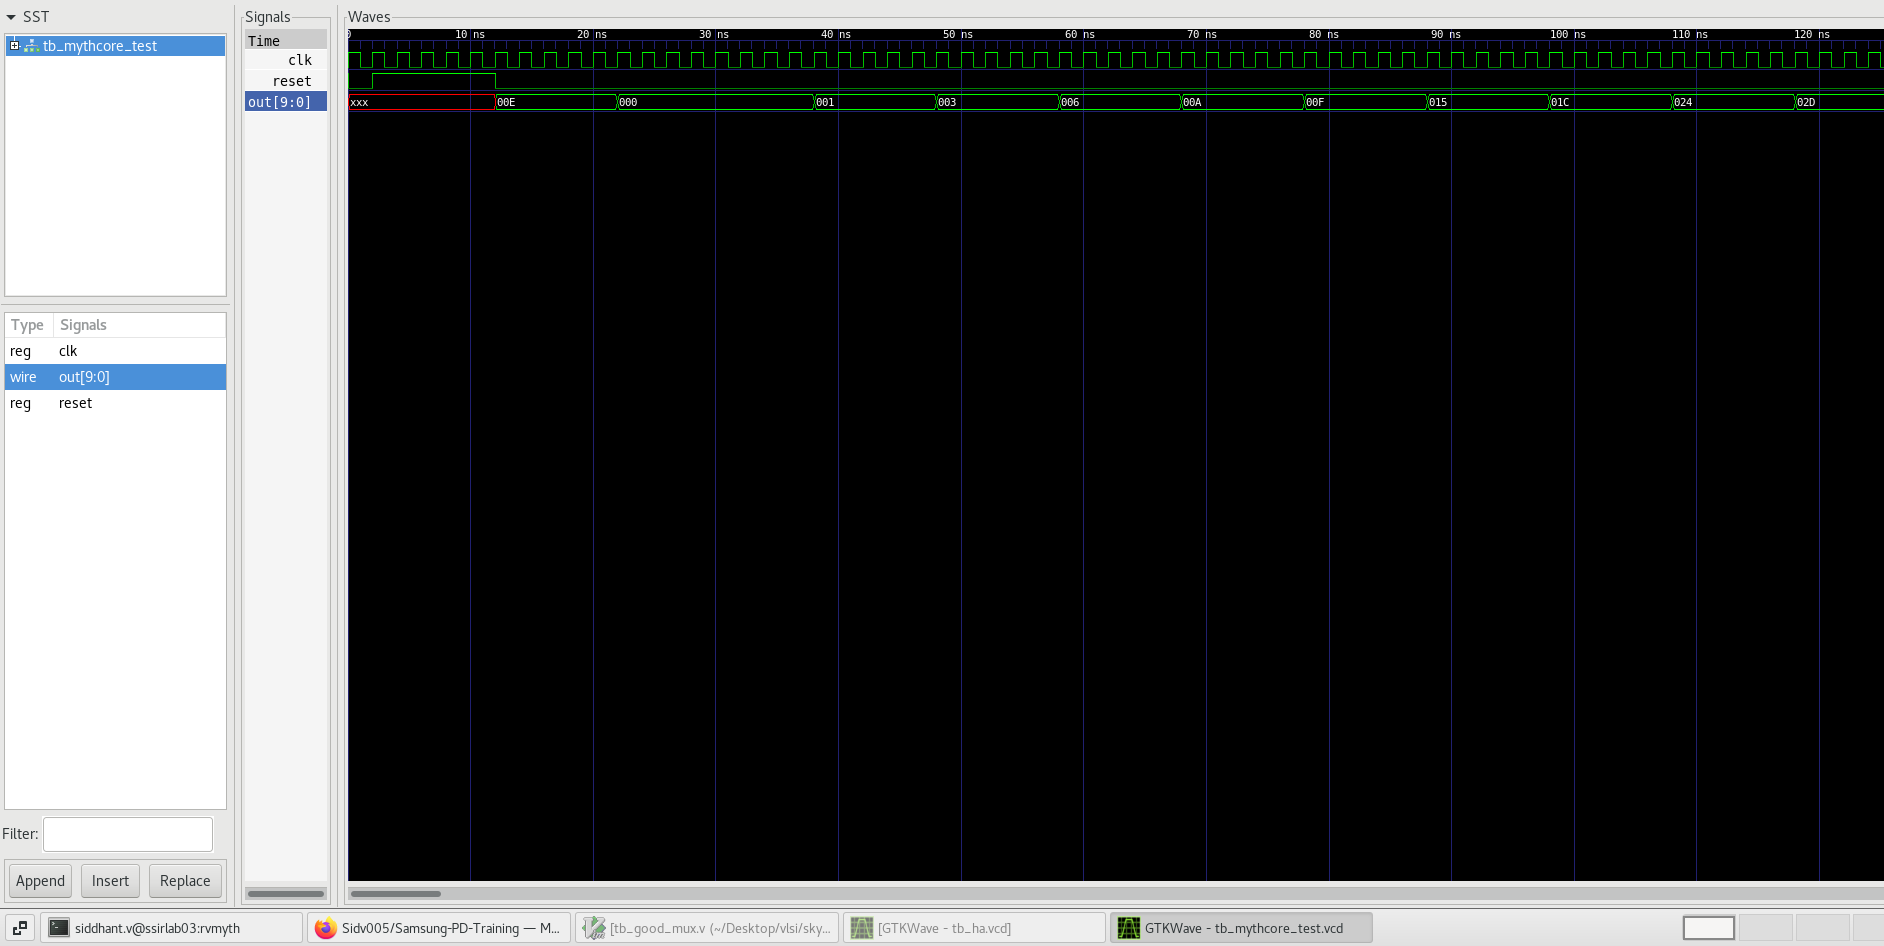 SST
tb_mythcore_test
Type Signals
reg clk
wire out[9:0]
reg reset
Filter:
Append Insert Replace
Signals
Time
clk
reset
out[9:0]
Waves
0 10 ns 20 ns 30 ns 40 ns 50 ns 60 ns 70 ns 80 ns 90 ns 100 ns 110 ns 120 ns
xxx 00E 000 001 003 006 00A 00F 015 01C 024 02D
siddhant.v@ssirlab03:rvmyth
Sidv005/Samsung-PD-Training — M...
[tb_good_mux.v (~/Desktop/vlsi/sky...
[GTKWave - tb_ha.vcd]
GTKWave - tb_mythcore_test.vcd